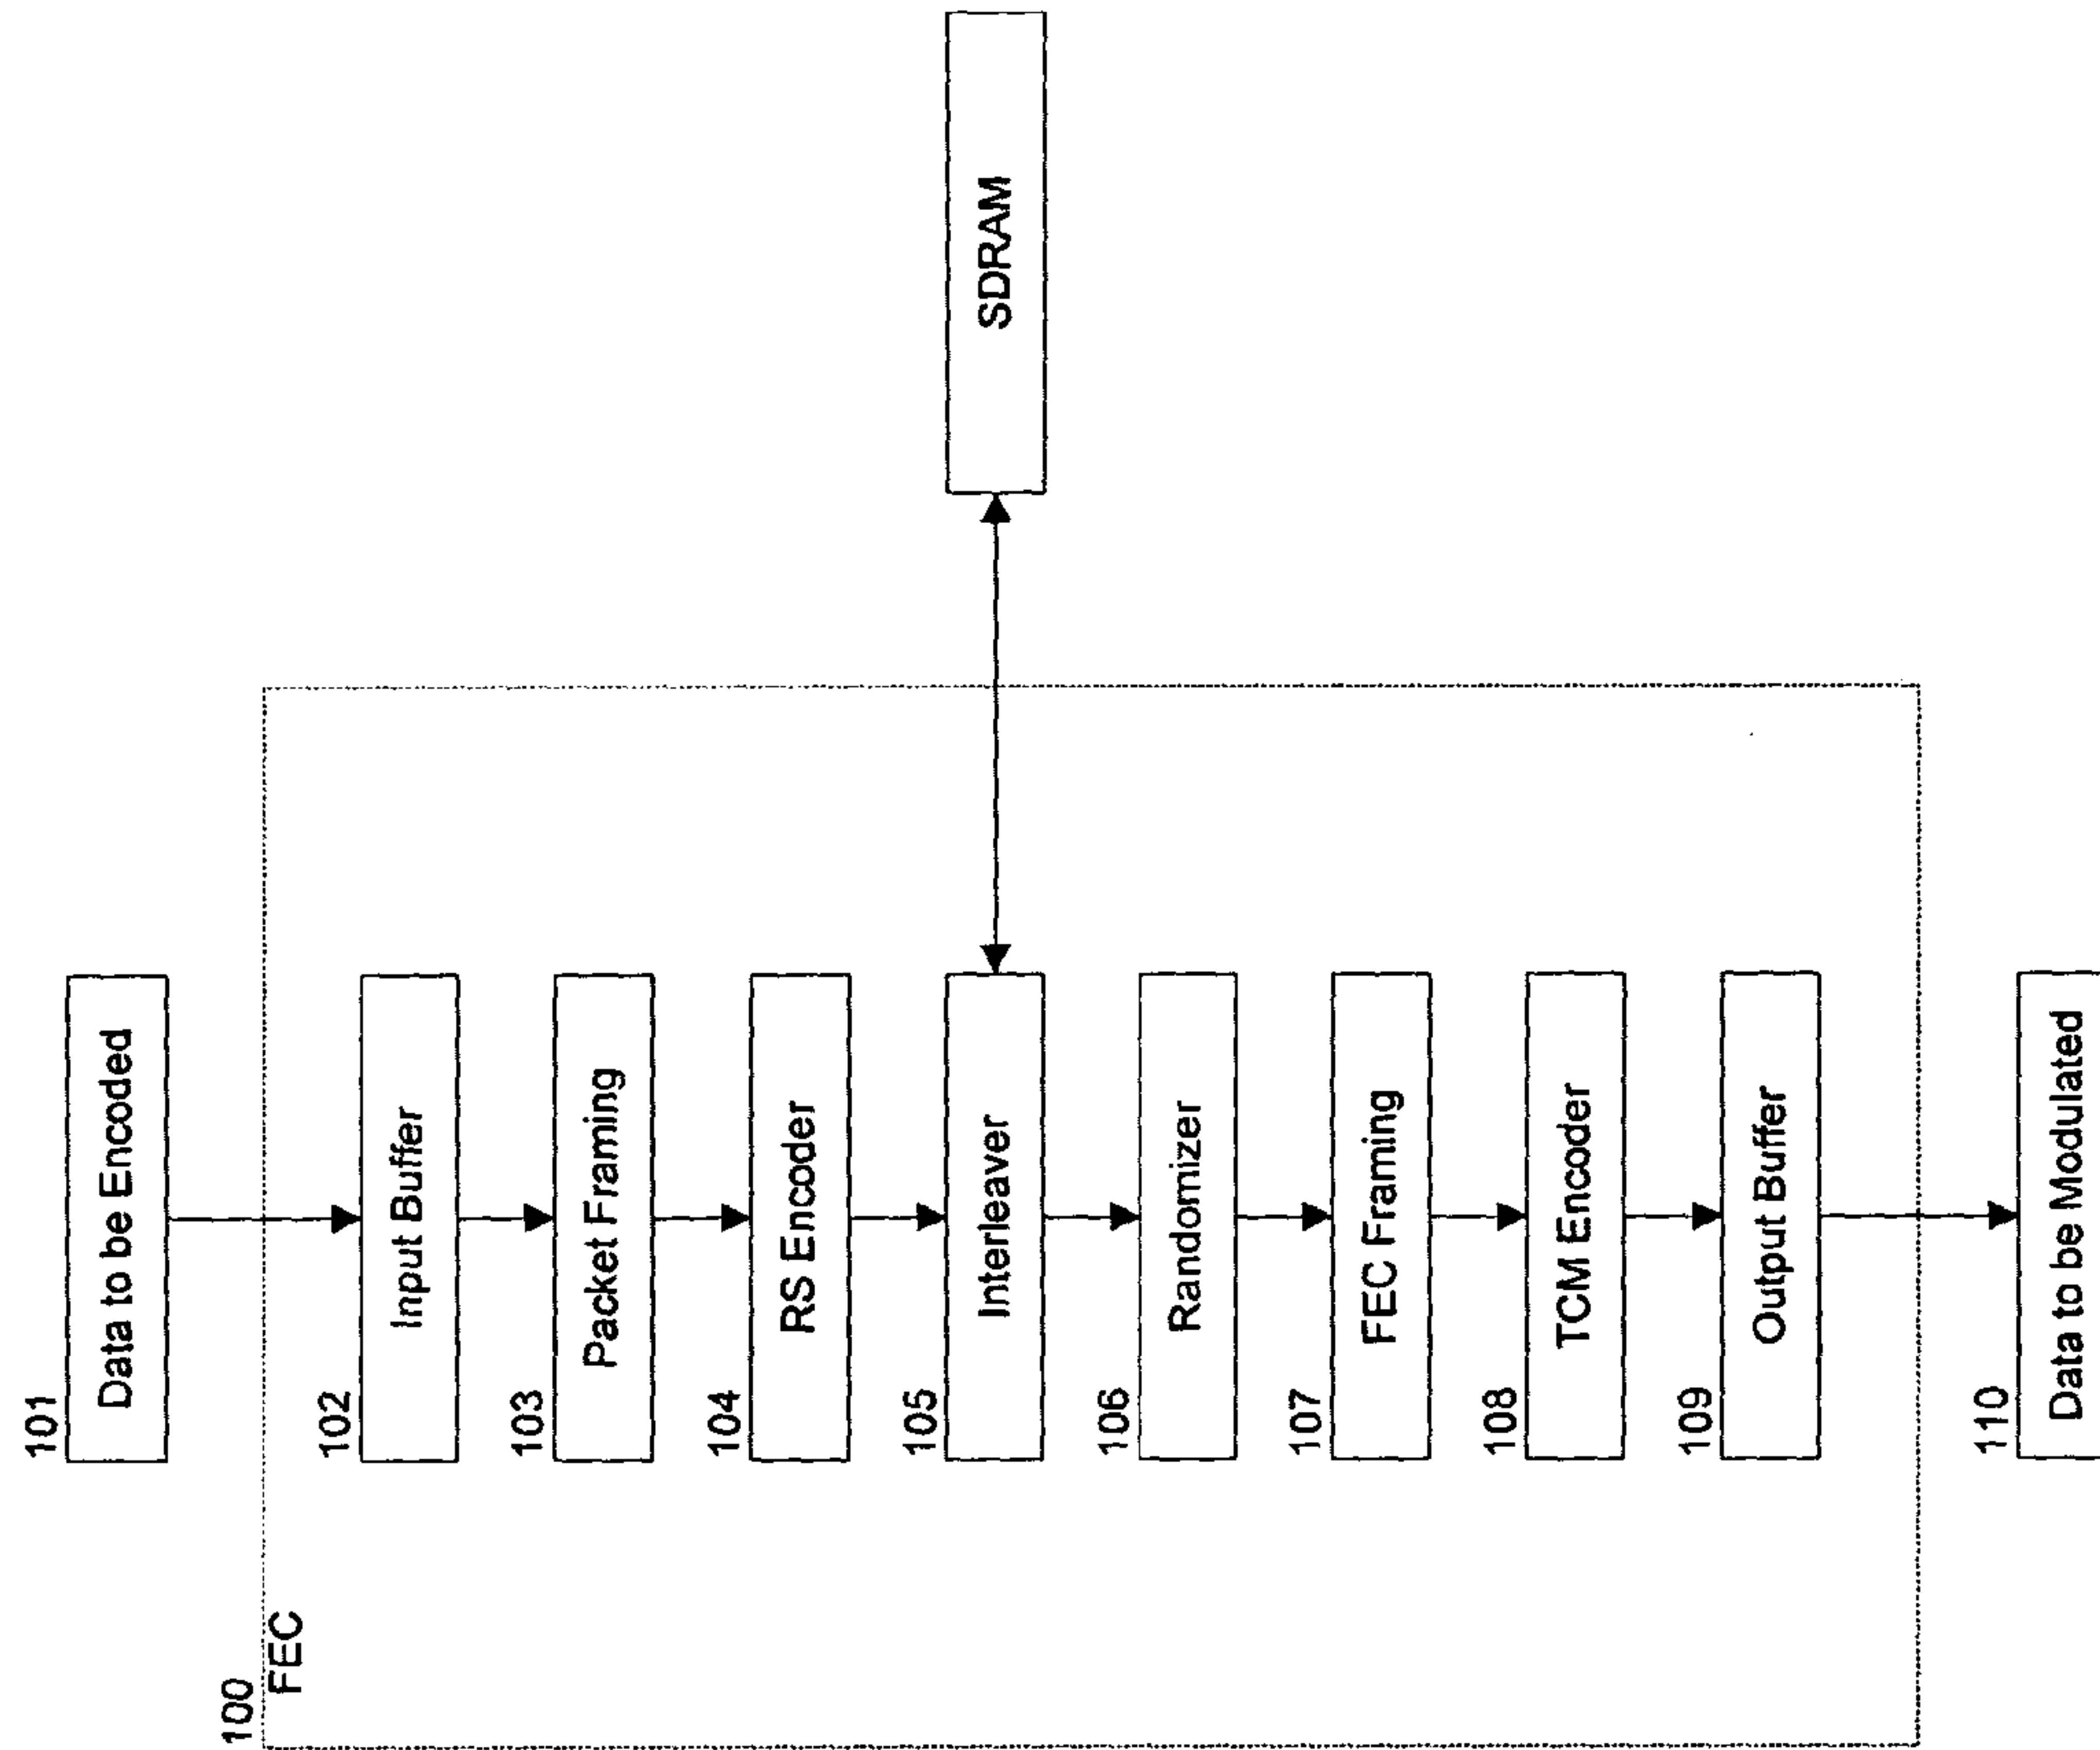 101
Data to be Encoded
100
FEC
102
Input Buffer
103
Packet Framing
104
RS Encoder
105
Interleaver
SDRAM
106
Randomizer
107
FEC Framing
108
TCM Encoder
109
Output Buffer
110
Data to be Modulated